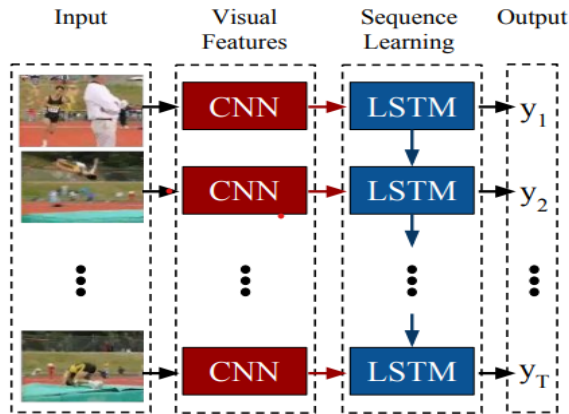 Input
Visual
Features
Sequence
Learning
Output
CNN
LSTM
y1
CNN
LSTM
y2
CNN
LSTM
yT